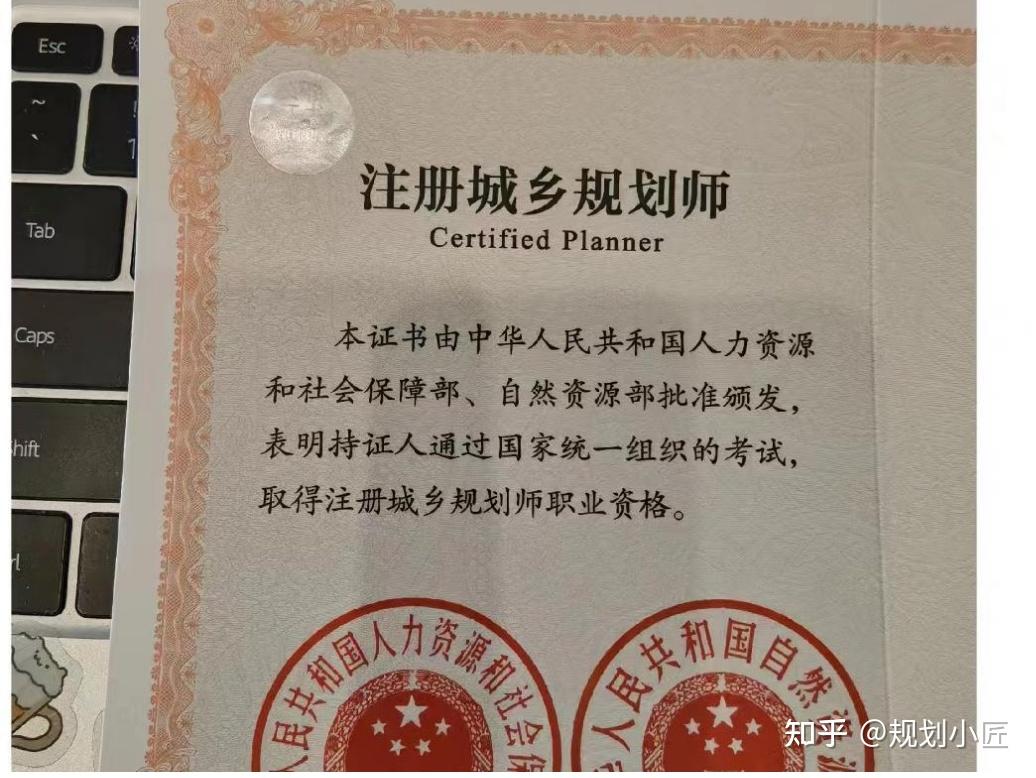 Esc
~
`
Tab
Caps
注册城乡规划师
Certified Planner
本证书由中华人民共和国人力资源
和社会保障部、自然资源部批准颁发，
表明持证人通过国家统一组织的考试，
取得注册城乡规划师职业资格。
人民共和国人力资源和社会保
人民共和国自然资源
知乎 @规划小匠